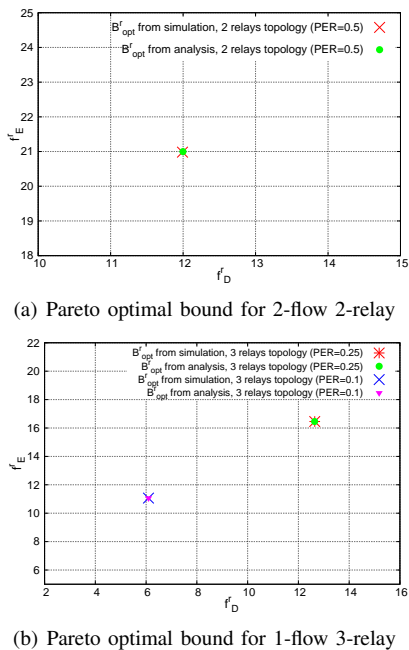 25
24
23
22
21
20
19
18
f^r_E
B^r_opt from simulation, 2 relays topology (PER=0.5)
B^r_opt from analysis, 2 relays topology (PER=0.5)
10 11 12 13 14 15
f^r_D
(a) Pareto optimal bound for 2-flow 2-relay
22
20
18
16
14
12
10
8
6
f^r_E
B^r_opt from simulation, 3 relays topology (PER=0.25)
B^r_opt from analysis, 3 relays topology (PER=0.25)
B^r_opt from simulation, 3 relays topology (PER=0.1)
B^r_opt from analysis, 3 relays topology (PER=0.1)
2 4 6 8 10 12 14 16
f^r_D
(b) Pareto optimal bound for 1-flow 3-relay